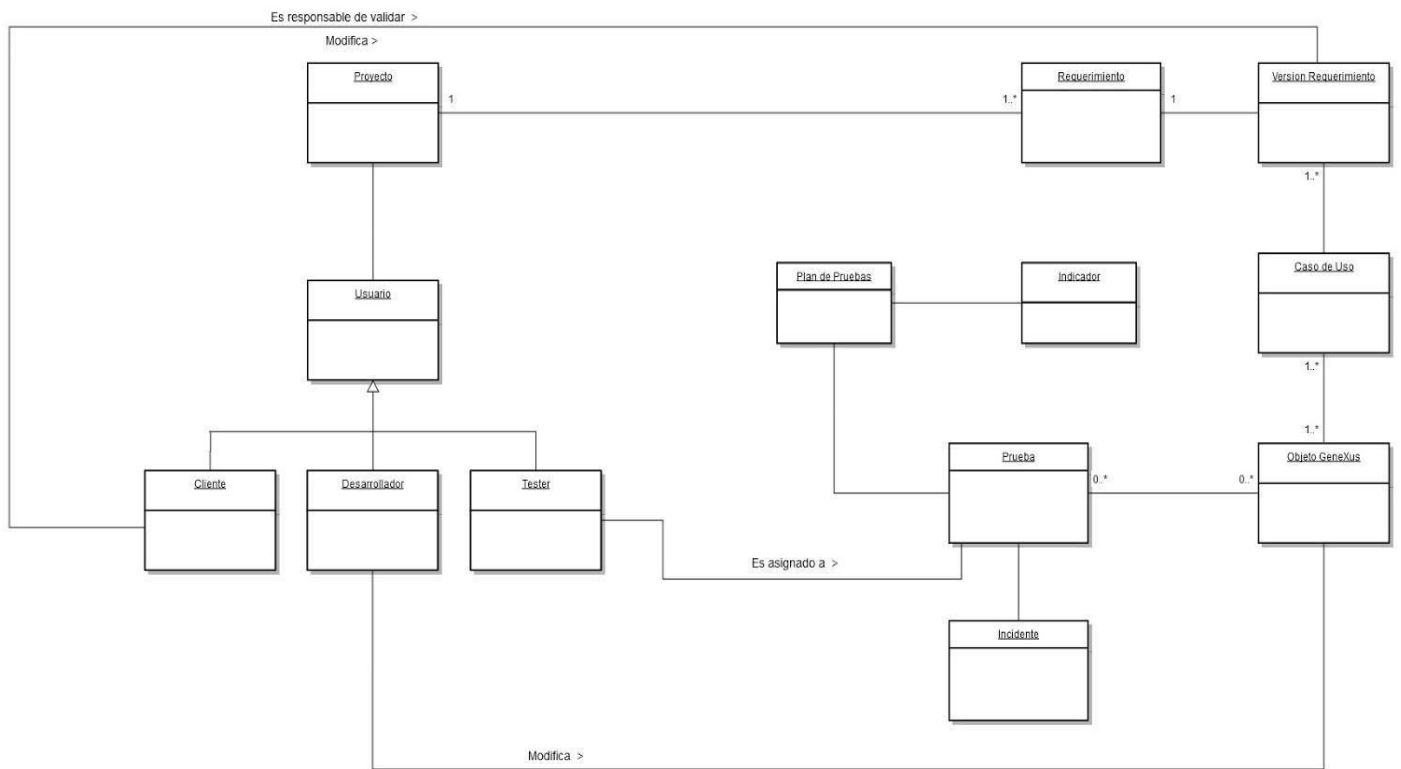 Es responsable de validar >
Modifica >
Proyecto
Requerimiento
Version Requerimiento
1
1..*
1
1..*
Plan de Pruebas
Indicador
Caso de Uso
Usuario
1..*
1..*
Cliente
Desarrollador
Tester
Prueba
Objeto GeneXus
0..*
0..*
Es asignado a >
Incidente
Modifica >